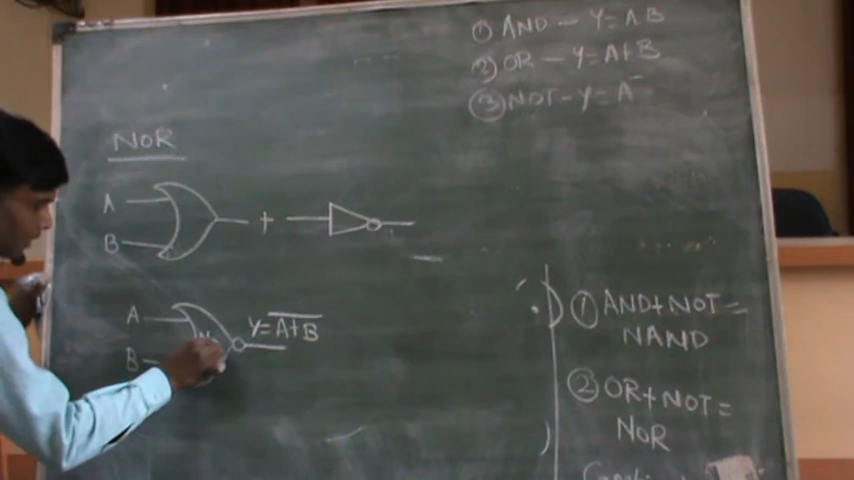 ① AND – Y=AB
② OR – Y=A+B
③ NOT – Y=A̅
NOR
A
B
+
A
B
Y=A̅+̅B̅
① AND+NOT=
NAND
② OR+NOT=
NOR